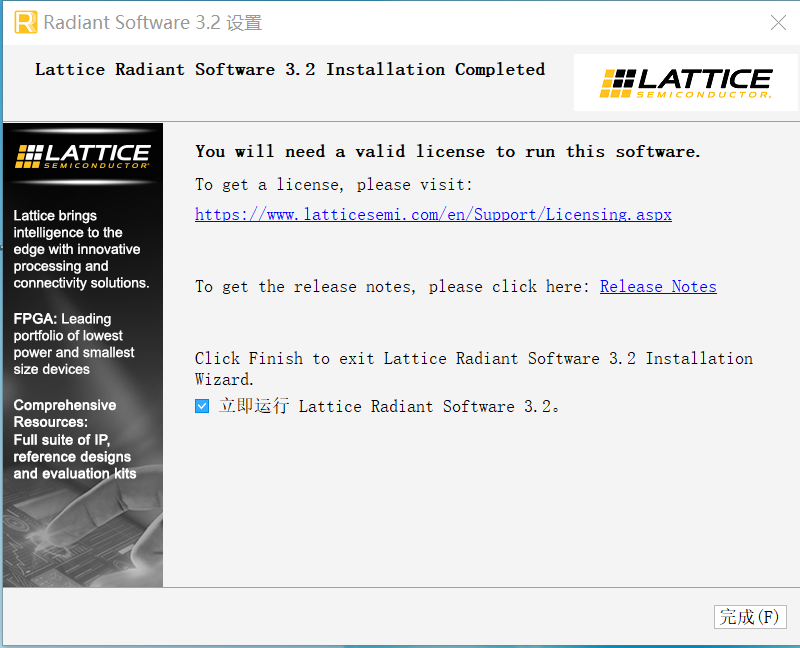 Radiant Software 3.2 设置
Lattice Radiant Software 3.2 Installation Completed
LATTICE
SEMICONDUCTOR.
LATTICE
SEMICONDUCTOR
Lattice brings
intelligence to the
edge with innovative
processing and
connectivity solutions.
FPGA: Leading
portfolio of lowest
power and smallest
size devices
Comprehensive
Resources:
Full suite of IP,
reference designs
and evaluation kits
You will need a valid license to run this software.
To get a license, please visit:
https://www.latticesemi.com/en/Support/Licensing.aspx
To get the release notes, please click here: Release Notes
Click Finish to exit Lattice Radiant Software 3.2 Installation
Wizard.
立即运行 Lattice Radiant Software 3.2。
完成(F)